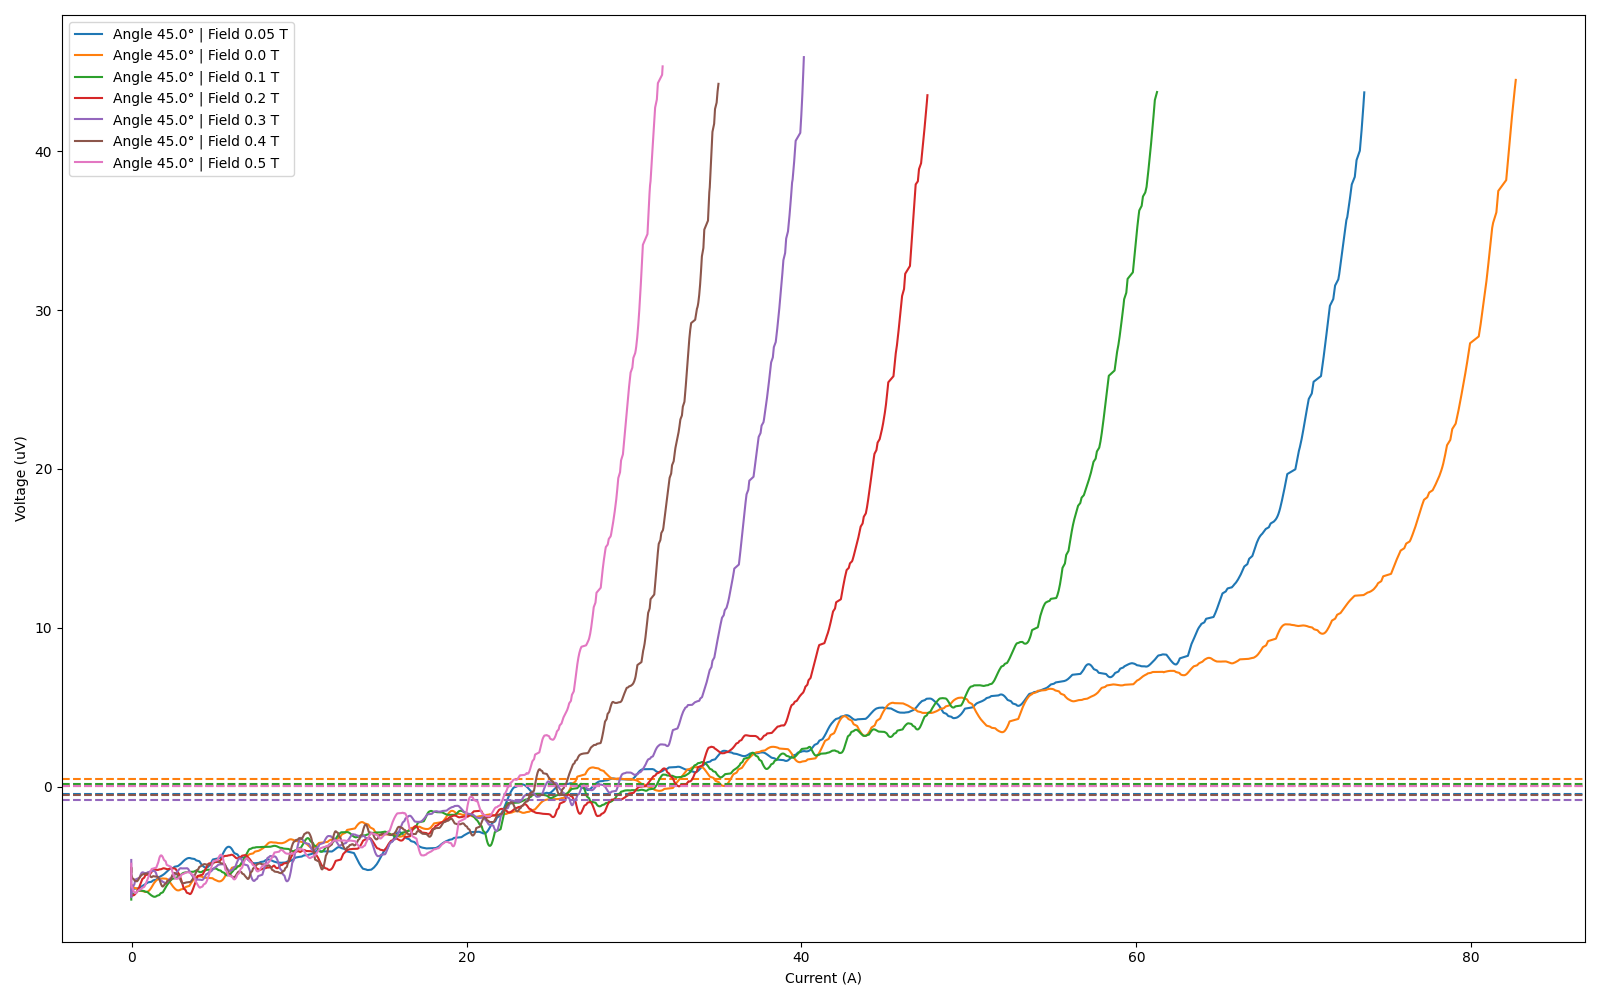 Angle 45.0° | Field 0.05 T
Angle 45.0° | Field 0.0 T
Angle 45.0° | Field 0.1 T
Angle 45.0° | Field 0.2 T
Angle 45.0° | Field 0.3 T
Angle 45.0° | Field 0.4 T
Angle 45.0° | Field 0.5 T
40
30
20
10
0
Voltage (uV)
0 20 40 60 80
Current (A)